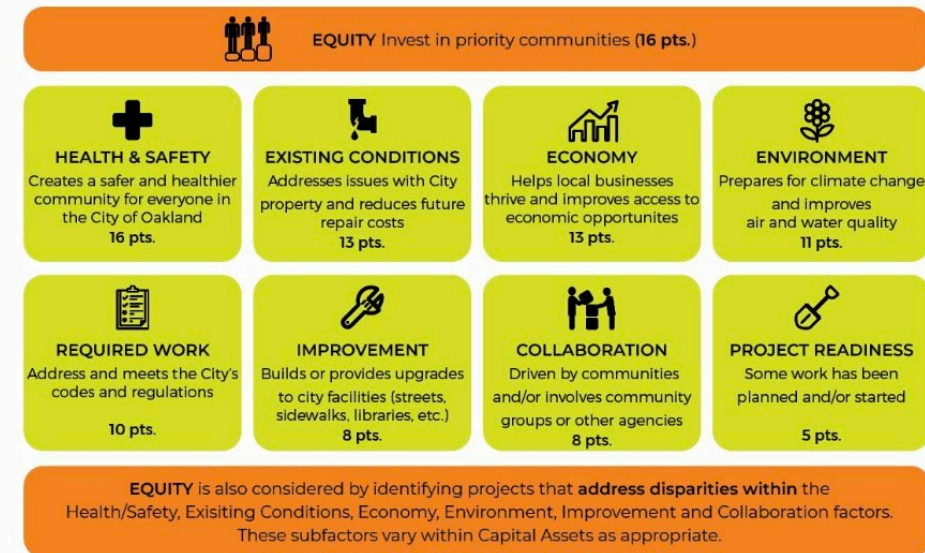 EQUITY Invest in priority communities (16 pts.)
HEALTH & SAFETY
Creates a safer and healthier
community for everyone in
the City of Oakland
16 pts.
EXISTING CONDITIONS
Addresses issues with City
property and reduces future
repair costs
13 pts.
ECONOMY
Helps local businesses
thrive and improves access to
economic opportunites
13 pts.
ENVIRONMENT
Prepares for climate change
and improves
air and water quality
11 pts.
REQUIRED WORK
Address and meets the City's
codes and regulations
10 pts.
IMPROVEMENT
Builds or provides upgrades
to city facilities (streets,
sidewalks, libraries, etc.)
8 pts.
COLLABORATION
Driven by communities
and/or involves community
groups or other agencies
8 pts.
PROJECT READINESS
Some work has been
planned and/or started
5 pts.
EQUITY is also considered by identifying projects that address disparities within the
Health/Safety, Exisiting Conditions, Economy, Environment, Improvement and Collaboration factors.
These subfactors vary within Capital Assets as appropriate.